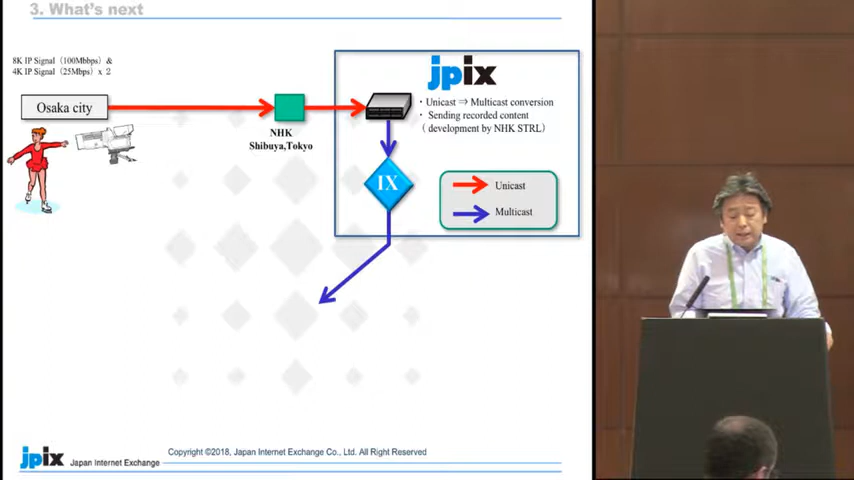 3. What's next
8K IP Signal（100Mbbps）&
4K IP Signal（25Mbps）x 2
Osaka city
NHK
Shibuya,Tokyo
jpix
・Unicast ⇒ Multicast conversion
・Sending recorded content
（development by NHK STRL）
IX
Unicast
Multicast
jpix Japan Internet Exchange
Copyright ©2018, Japan Internet Exchange Co., Ltd. All Right Reserved